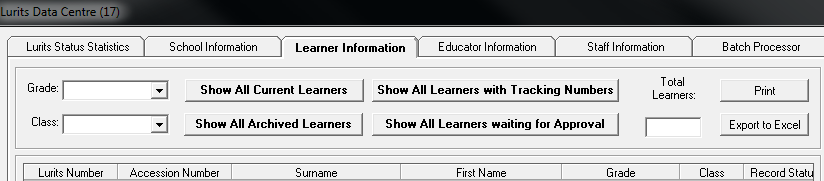 Lurits Data Centre (17)
Lurits Status Statistics School Information Learner Information Educator Information Staff Information Batch Processor
Grade: Show All Current Learners Show All Learners with Tracking Numbers Total Learners: Print
Class: Show All Archived Learners Show All Learners waiting for Approval Export to Excel
Lurits Number Accession Number Surname First Name Grade Class Record Statu